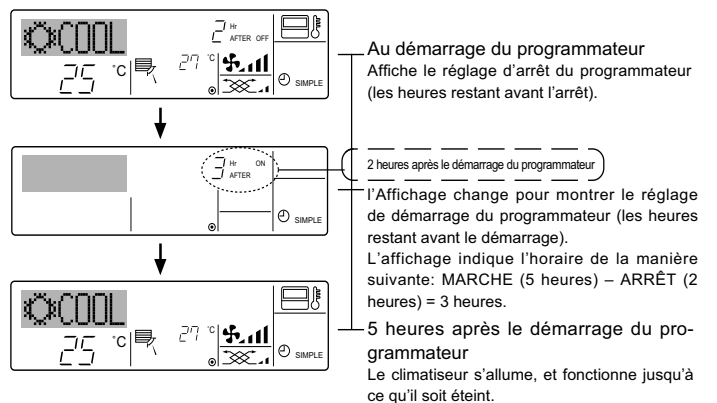 COOL
2 Hr
AFTER OFF
25 °C
27 °C
SIMPLE
Au démarrage du programmateur
Affiche le réglage d'arrêt du programmateur
(les heures restant avant l'arrêt).
3 Hr ON
AFTER
SIMPLE
2 heures après le démarrage du programmateur
l'Affichage change pour montrer le réglage
de démarrage du programmateur (les heures
restant avant le démarrage).
L'affichage indique l'horaire de la manière
suivante: MARCHE (5 heures) – ARRÊT (2
heures) = 3 heures.
COOL
25 °C
27 °C
SIMPLE
5 heures après le démarrage du pro-
grammateur
Le climatiseur s'allume, et fonctionne jusqu'à
ce qu'il soit éteint.